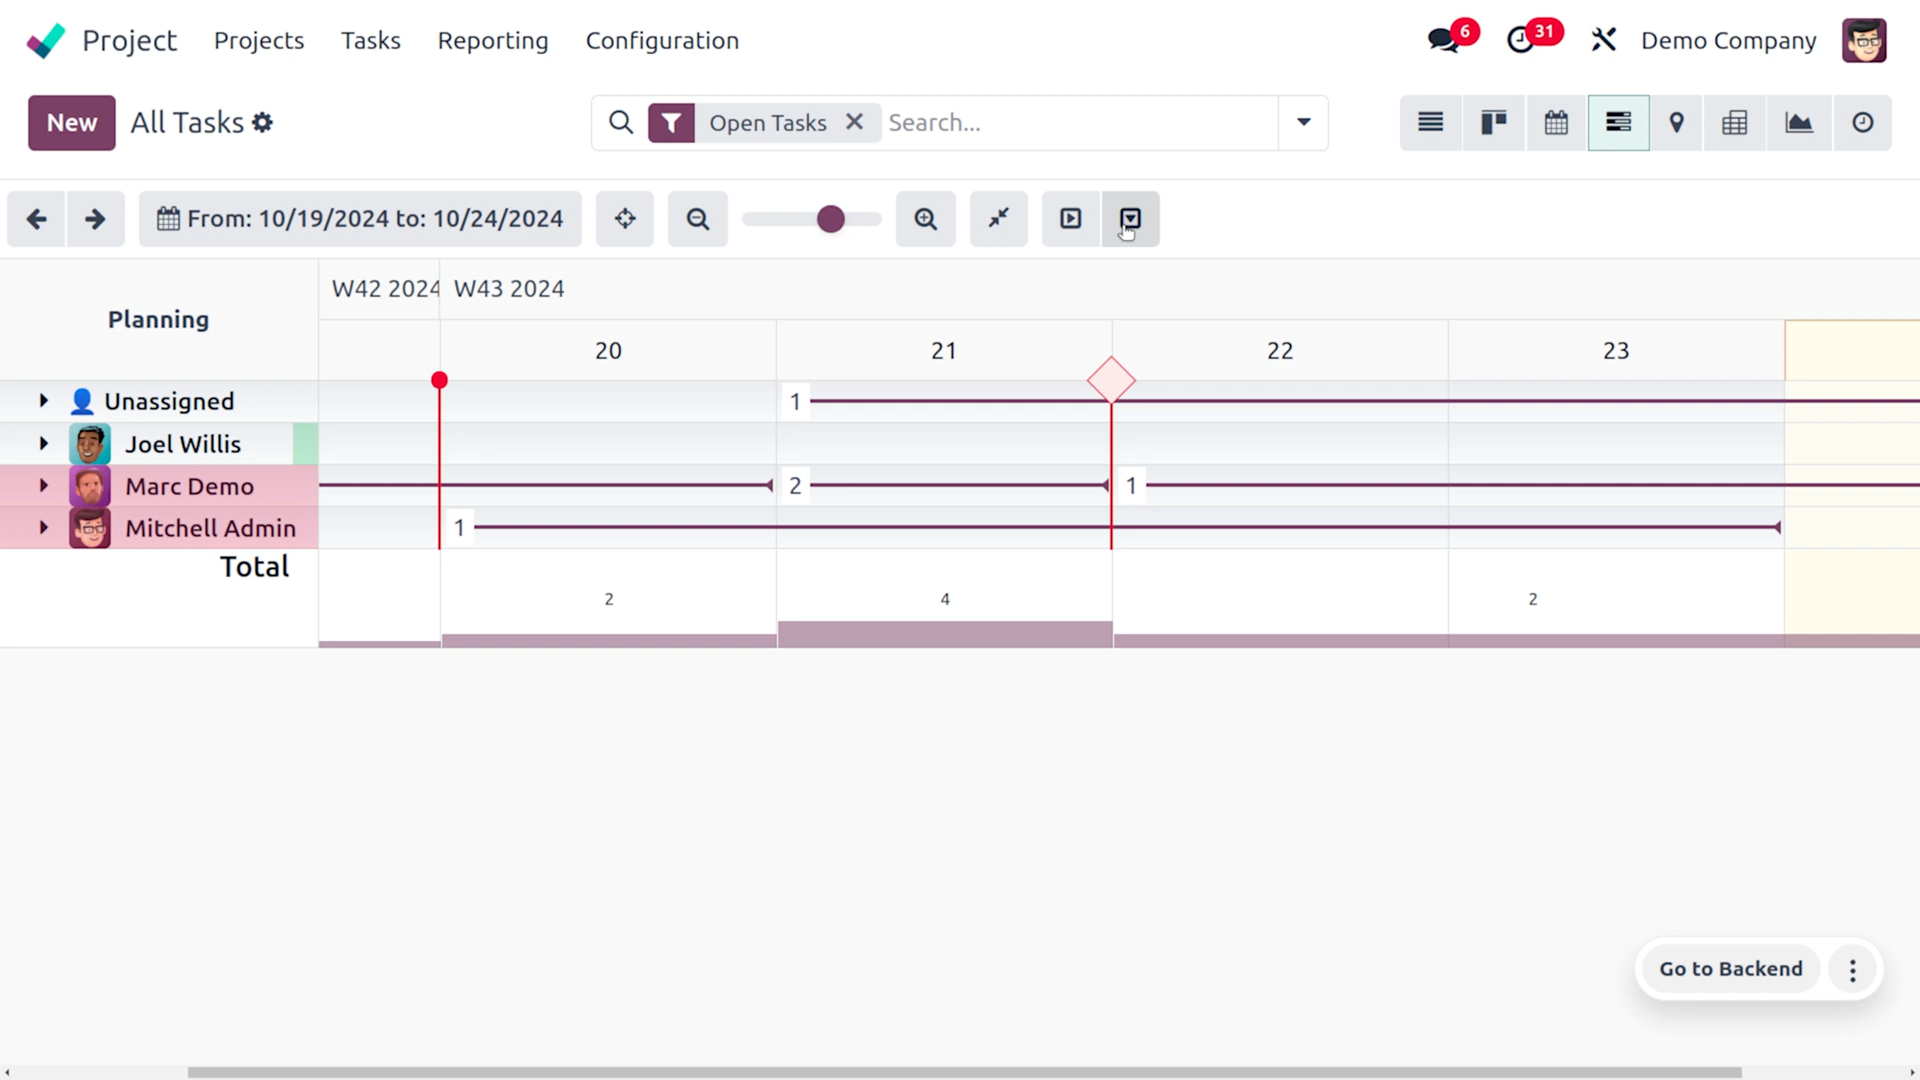 Project Projects Tasks Reporting Configuration 6 31 Demo Company
New All Tasks Open Tasks Search...
From: 10/19/2024 to: 10/24/2024
W42 2024 W43 2024
Planning
20 21 22 23
Unassigned 1
Joel Willis
Marc Demo 2 1
Mitchell Admin 1
Total
2 4 2
Go to Backend